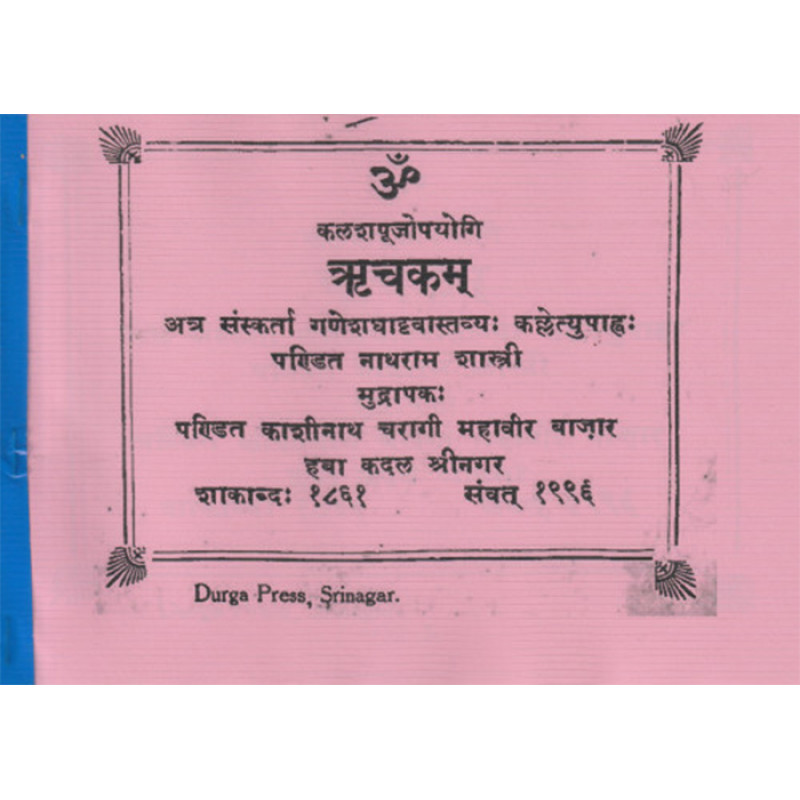 ॐ
कलशपूजोपयोगि
ऋचकम्
अत्र संस्कर्ता गणेशघाट्टवास्तव्यः कल्लेत्युपाह्वः
पण्डित नाथराम शास्त्री
मुद्रापकः
पण्डित काशीनाथ चरागी महावीर बाज़ार
हबा कदल श्रीनगर
शाकाब्दः १८६१ संवत् १९९६
Durga Press, Srinagar.